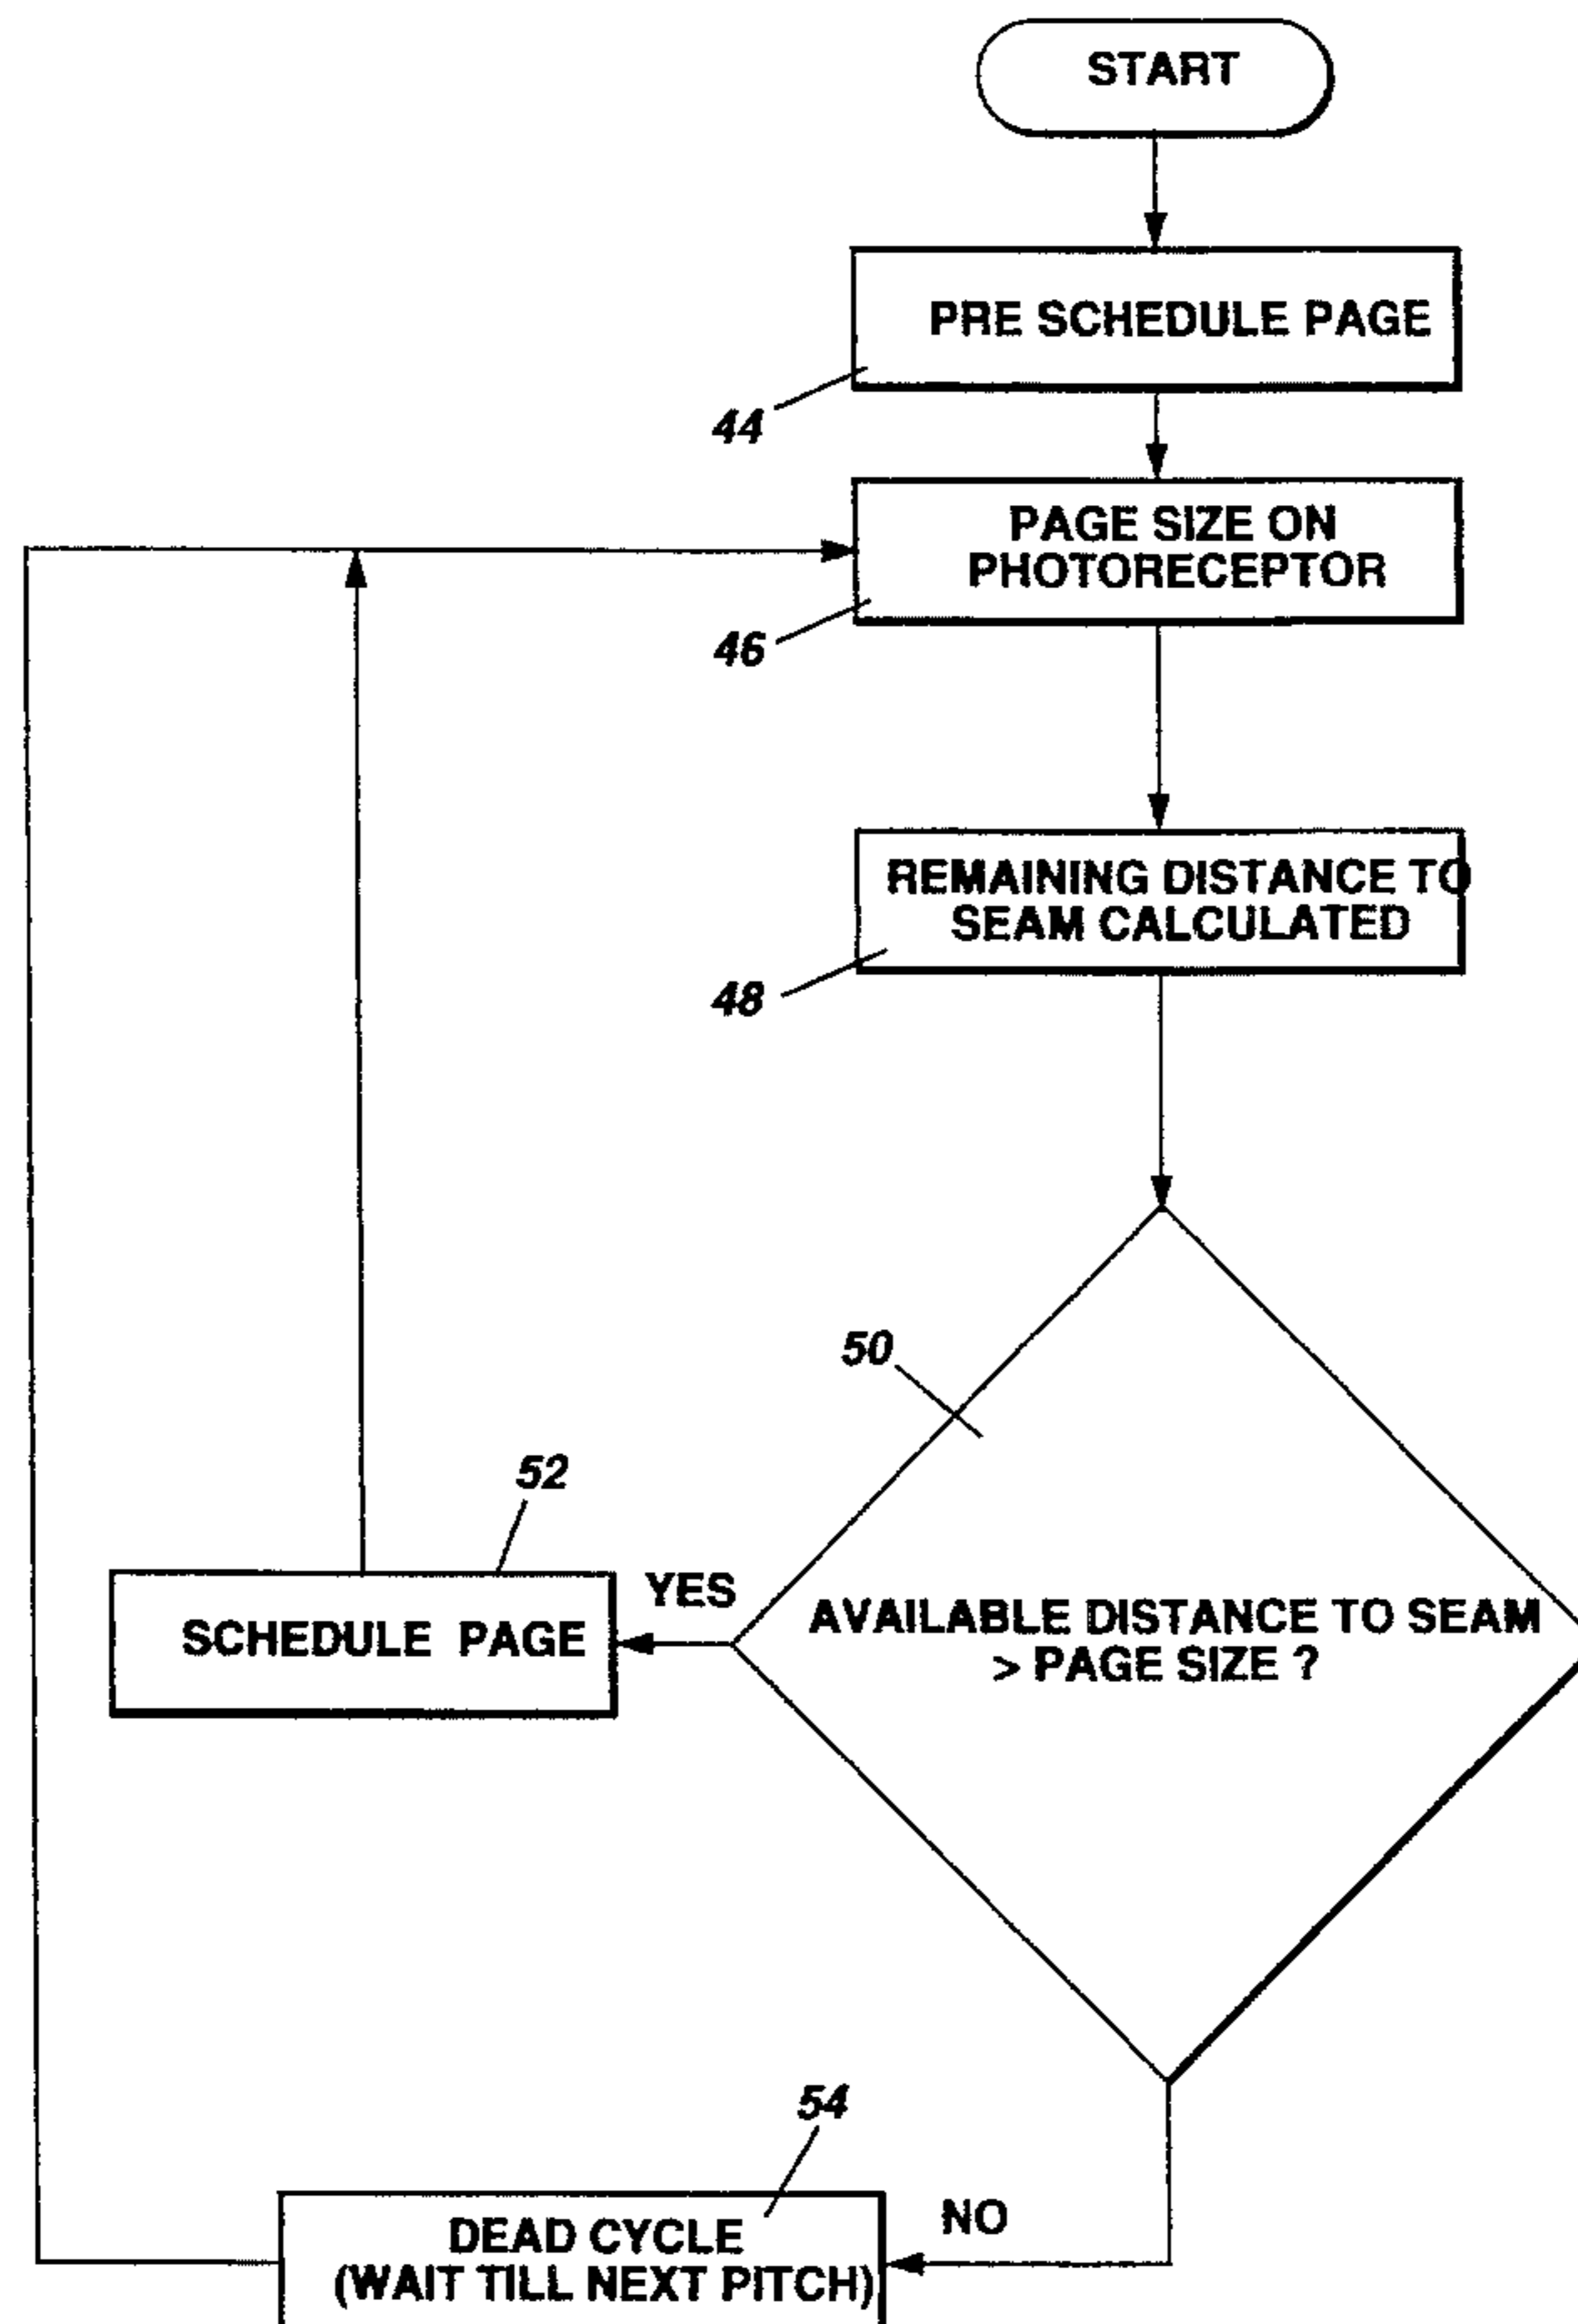 START
PRE SCHEDULE PAGE
44
PAGE SIZE ON
PHOTORECEPTOR
46
REMAINING DISTANCE TO
SEAM CALCULATED
48
50
52
YES
SCHEDULE PAGE
AVAILABLE DISTANCE TO SEAM
> PAGE SIZE ?
54
NO
DEAD CYCLE
(WAIT TILL NEXT PITCH)